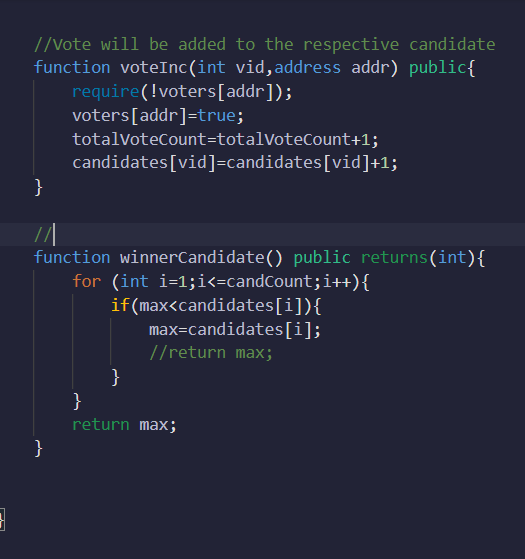 //Vote will be added to the respective candidate
function voteInc(int vid,address addr) public{
require(!voters[addr]);
voters[addr]=true;
totalVoteCount=totalVoteCount+1;
candidates[vid]=candidates[vid]+1;
}
//
function winnerCandidate() public returns(int){
for (int i=1;i<=candCount;i++){
if(max<candidates[i]){
max=candidates[i];
//return max;
}
}
return max;
}
}